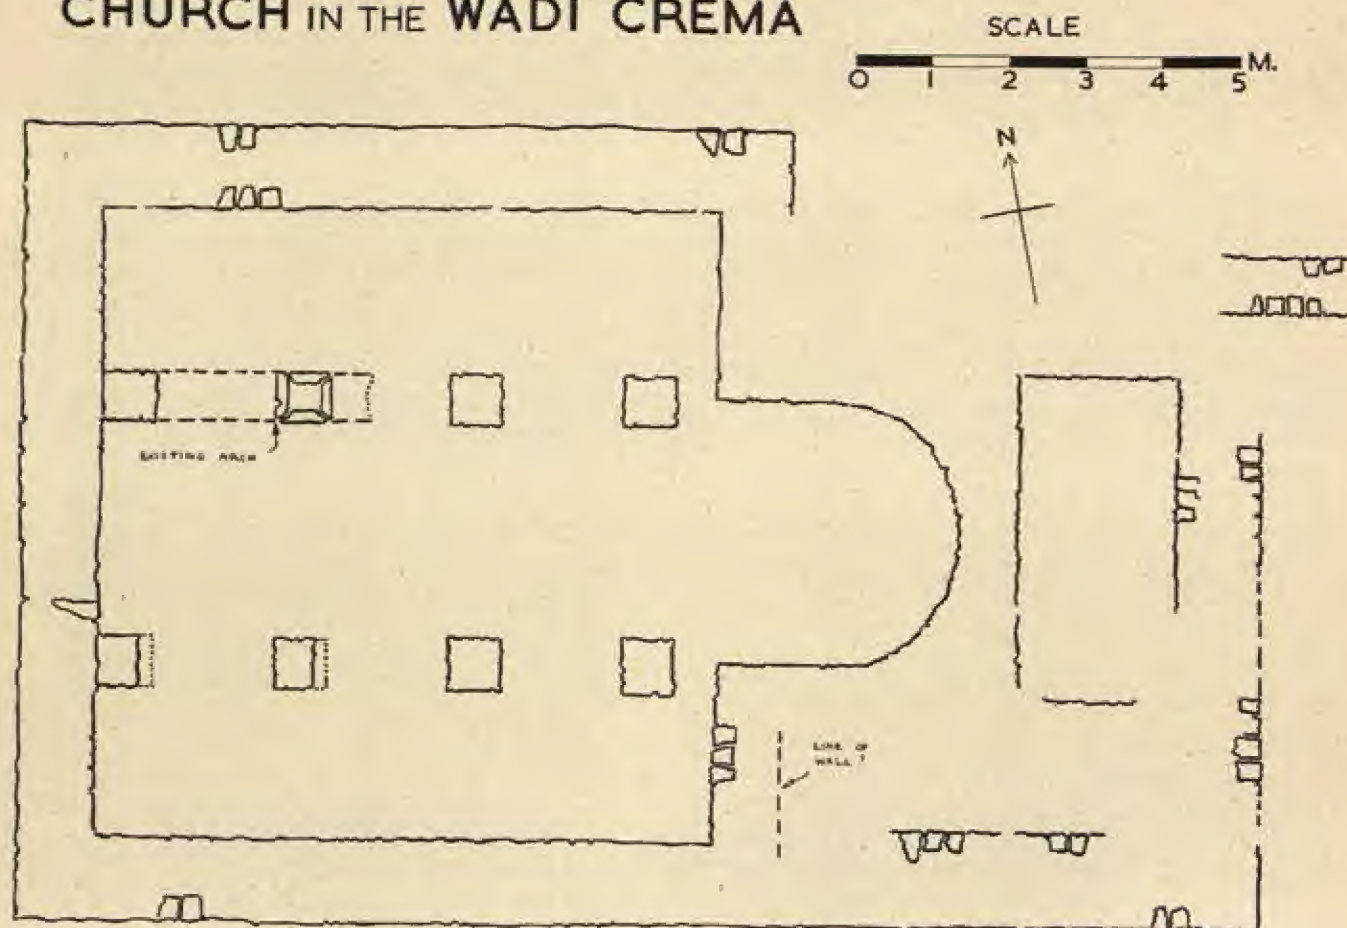 CHURCH IN THE WADI CREMA
SCALE
0 1 2 3 4 5 M.
N
EXISTING ARCH
LINE OF
WALL ?